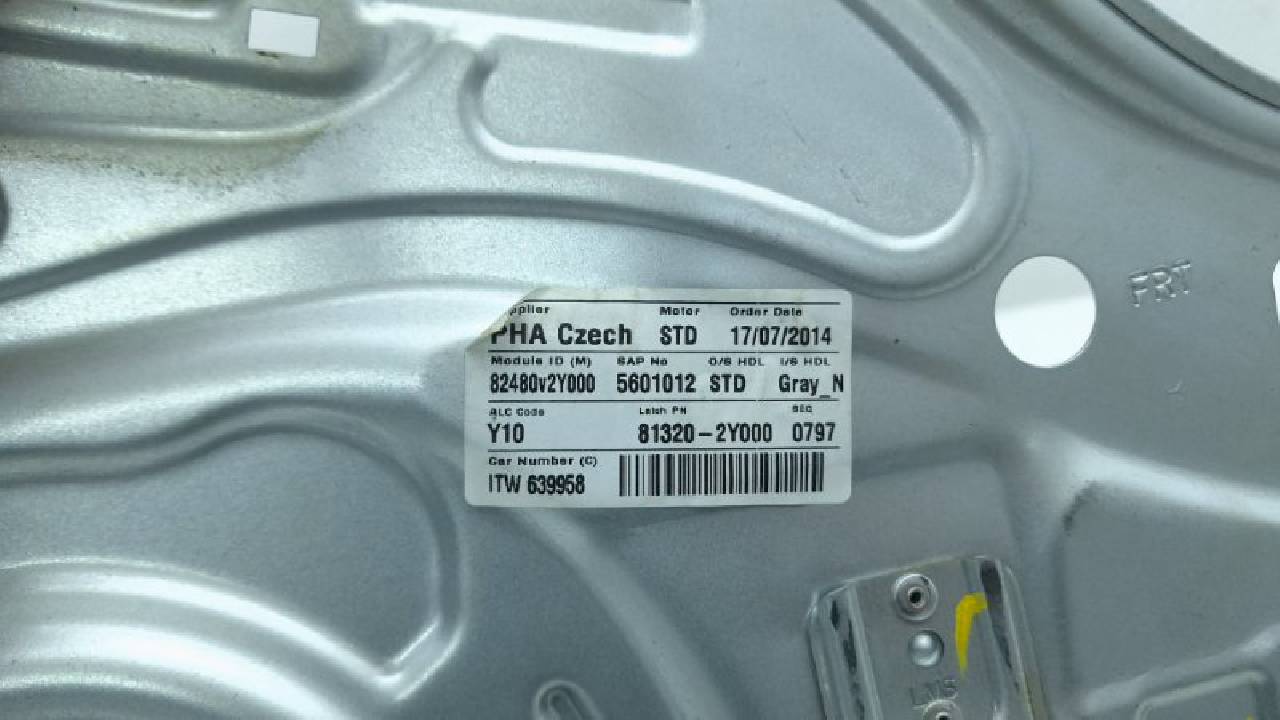 FRT
pplier Motor Order Date
PHA Czech STD 17/07/2014
Module ID (M) SAP No O/S HDL I/S HDL
82480v2Y000 5601012 STD Gray_N
ALC Code Latch PN SEQ
Y10 81320-2Y000 0797
Car Number (C)
ITW 639958